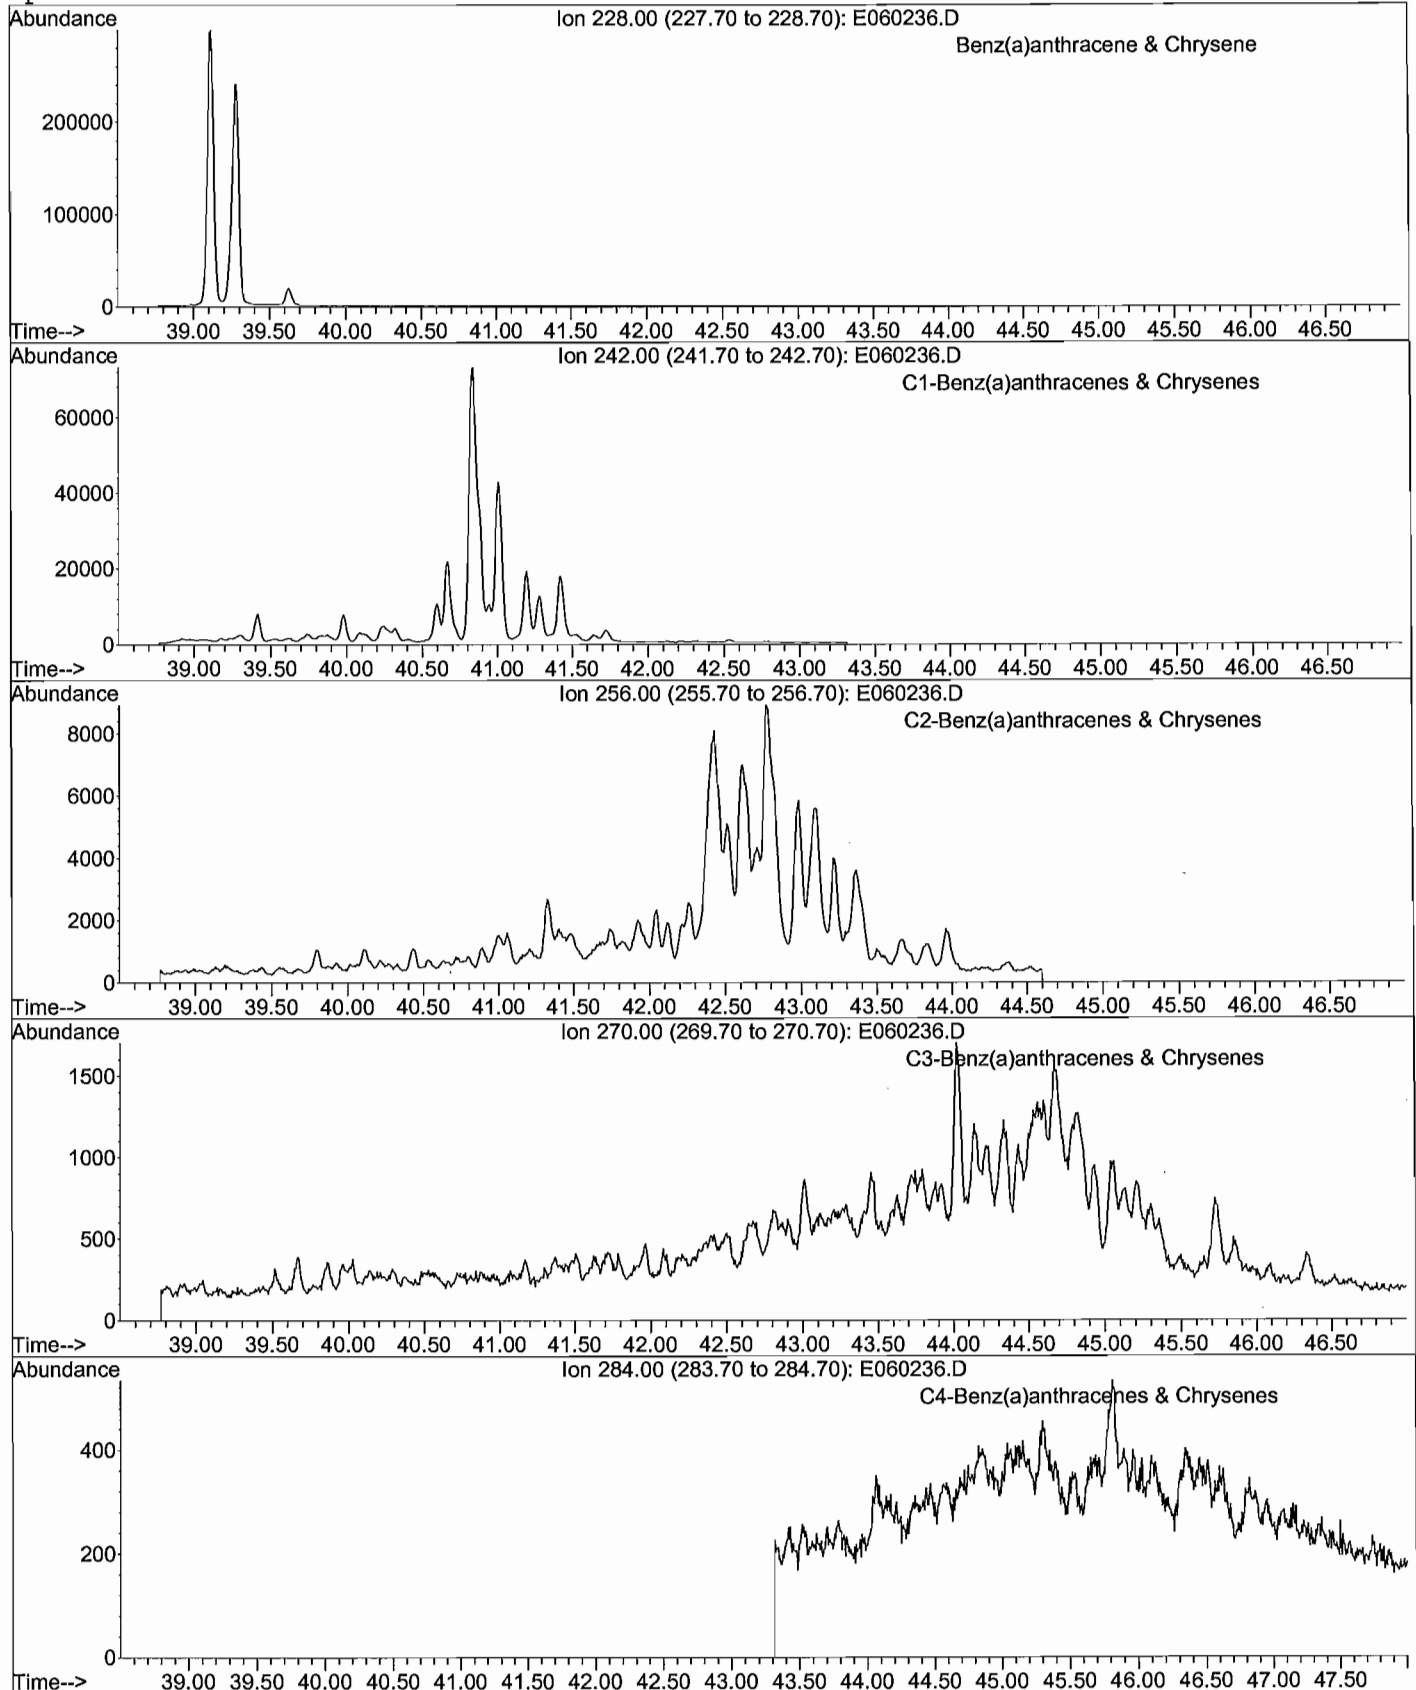 Abundance
Ion 228.00 (227.70 to 228.70): E060236.D
Benz(a)anthracene & Chrysene
200000
100000
0
Time--> 39.00 39.50 40.00 40.50 41.00 41.50 42.00 42.50 43.00 43.50 44.00 44.50 45.00 45.50 46.00 46.50
Abundance
Ion 242.00 (241.70 to 242.70): E060236.D
C1-Benz(a)anthracenes & Chrysenes
60000
40000
20000
0
Time--> 39.00 39.50 40.00 40.50 41.00 41.50 42.00 42.50 43.00 43.50 44.00 44.50 45.00 45.50 46.00 46.50
Abundance
Ion 256.00 (255.70 to 256.70): E060236.D
C2-Benz(a)anthracenes & Chrysenes
8000
6000
4000
2000
0
Time--> 39.00 39.50 40.00 40.50 41.00 41.50 42.00 42.50 43.00 43.50 44.00 44.50 45.00 45.50 46.00 46.50
Abundance
Ion 270.00 (269.70 to 270.70): E060236.D
C3-Benz(a)anthracenes & Chrysenes
1500
1000
500
0
Time--> 39.00 39.50 40.00 40.50 41.00 41.50 42.00 42.50 43.00 43.50 44.00 44.50 45.00 45.50 46.00 46.50
Abundance
Ion 284.00 (283.70 to 284.70): E060236.D
C4-Benz(a)anthracenes & Chrysenes
400
200
0
Time--> 39.00 39.50 40.00 40.50 41.00 41.50 42.00 42.50 43.00 43.50 44.00 44.50 45.00 45.50 46.00 46.50 47.00 47.50